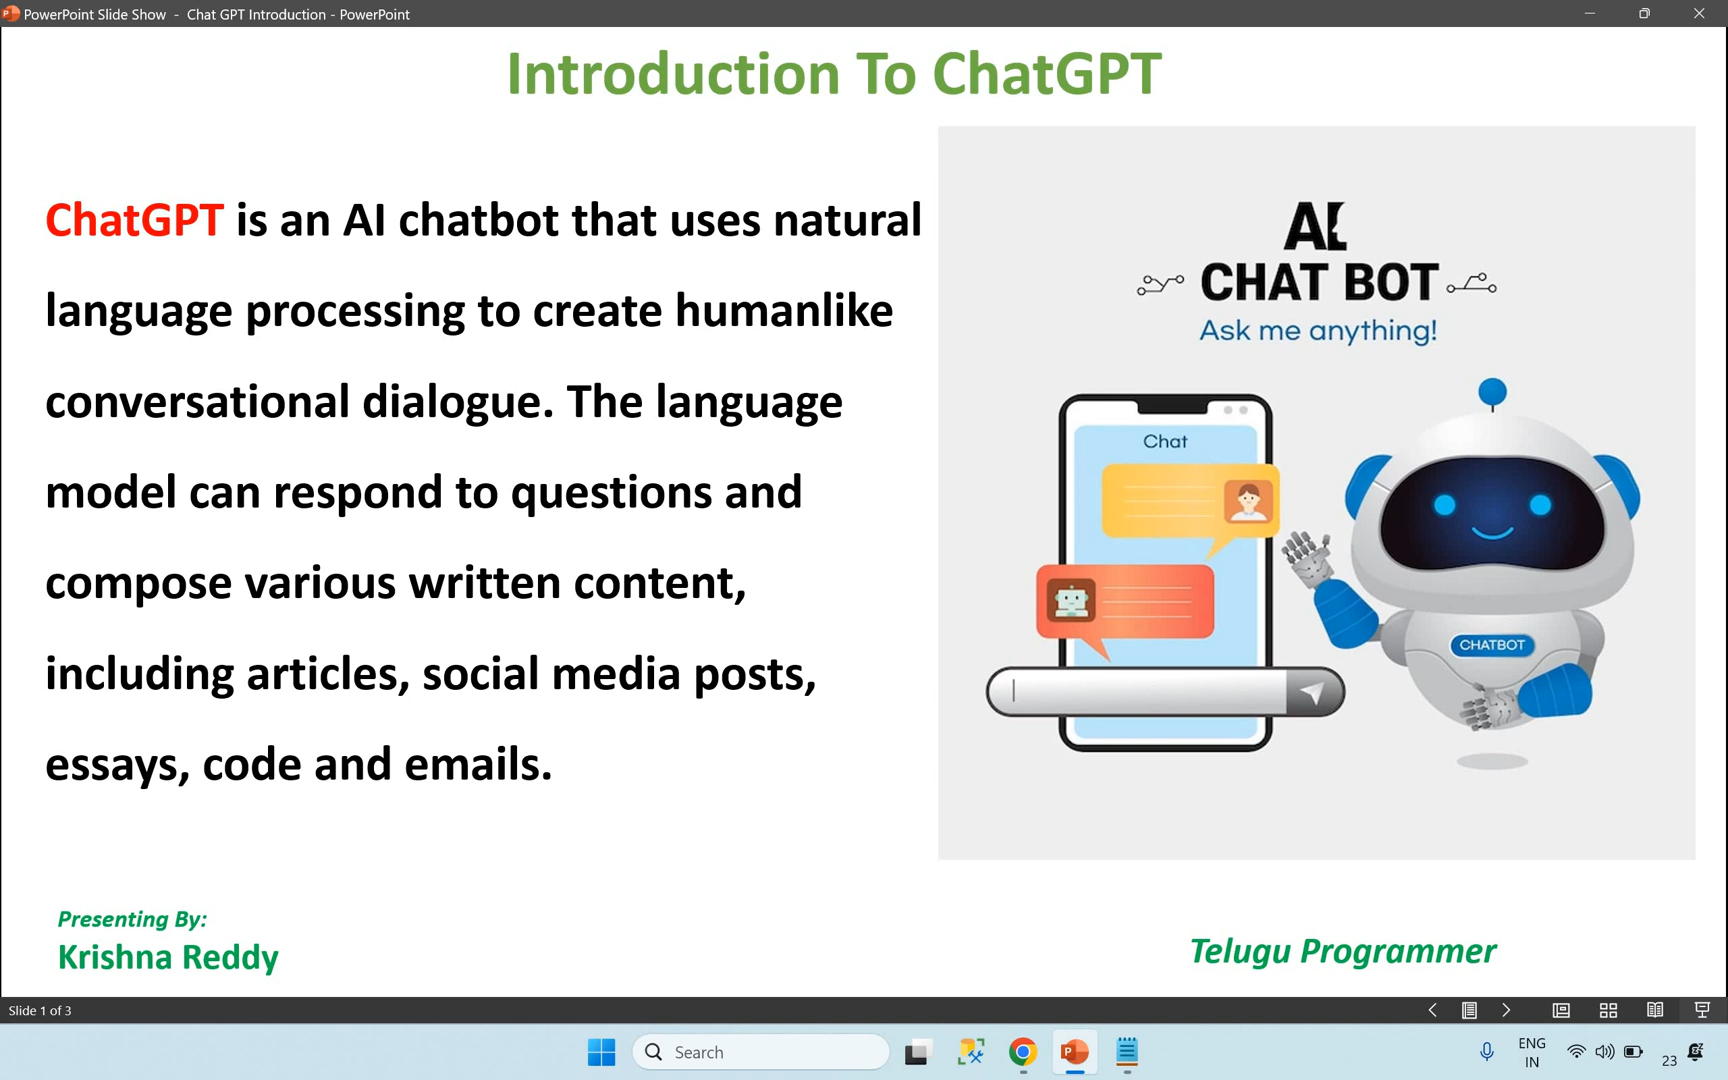 PowerPoint Slide Show - Chat GPT Introduction - PowerPoint
Introduction To ChatGPT
ChatGPT is an AI chatbot that uses natural
language processing to create humanlike
conversational dialogue. The language
model can respond to questions and
compose various written content,
including articles, social media posts,
essays, code and emails.
AI
CHAT BOT
Ask me anything!
Chat
CHATBOT
Presenting By:
Krishna Reddy
Telugu Programmer
Slide 1 of 3
Search
ENG
IN
23